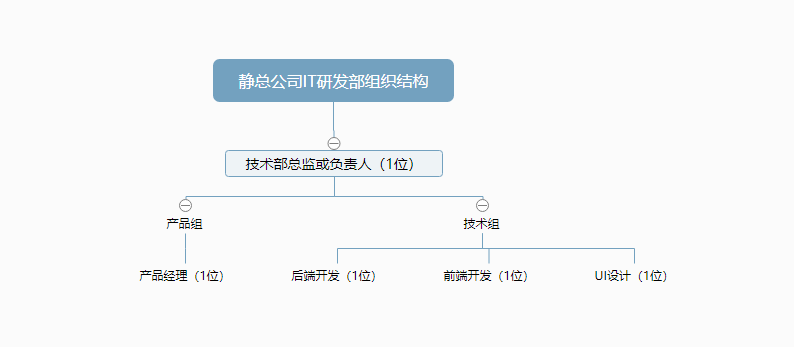 静总公司IT研发部组织结构
技术部总监或负责人（1位）
产品组
技术组
产品经理（1位）
后端开发（1位）
前端开发（1位）
UI设计（1位）